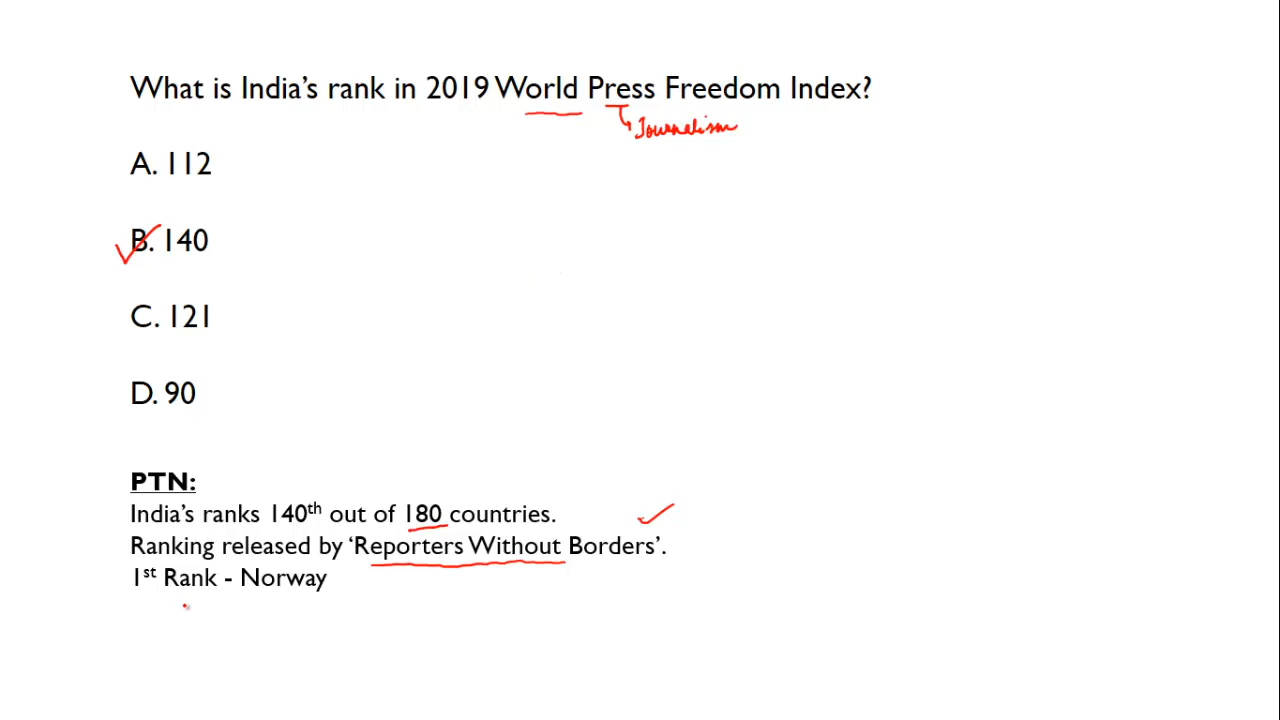 What is India's rank in 2019 World Press Freedom Index?
Journalism
A. 112
B. 140
C. 121
D. 90
PTN:
India's ranks 140th out of 180 countries.
Ranking released by 'Reporters Without Borders'.
1st Rank - Norway